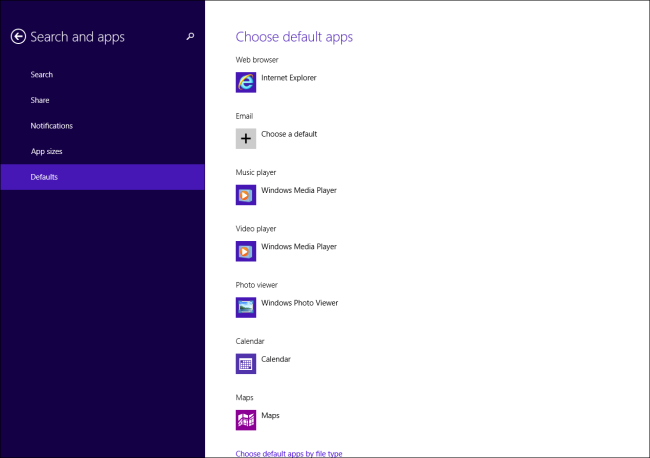 Search and apps
Search
Share
Notifications
App sizes
Defaults
Choose default apps
Web browser
Internet Explorer
Email
Choose a default
Music player
Windows Media Player
Video player
Windows Media Player
Photo viewer
Windows Photo Viewer
Calendar
Calendar
Maps
Maps
Choose default apps by file type